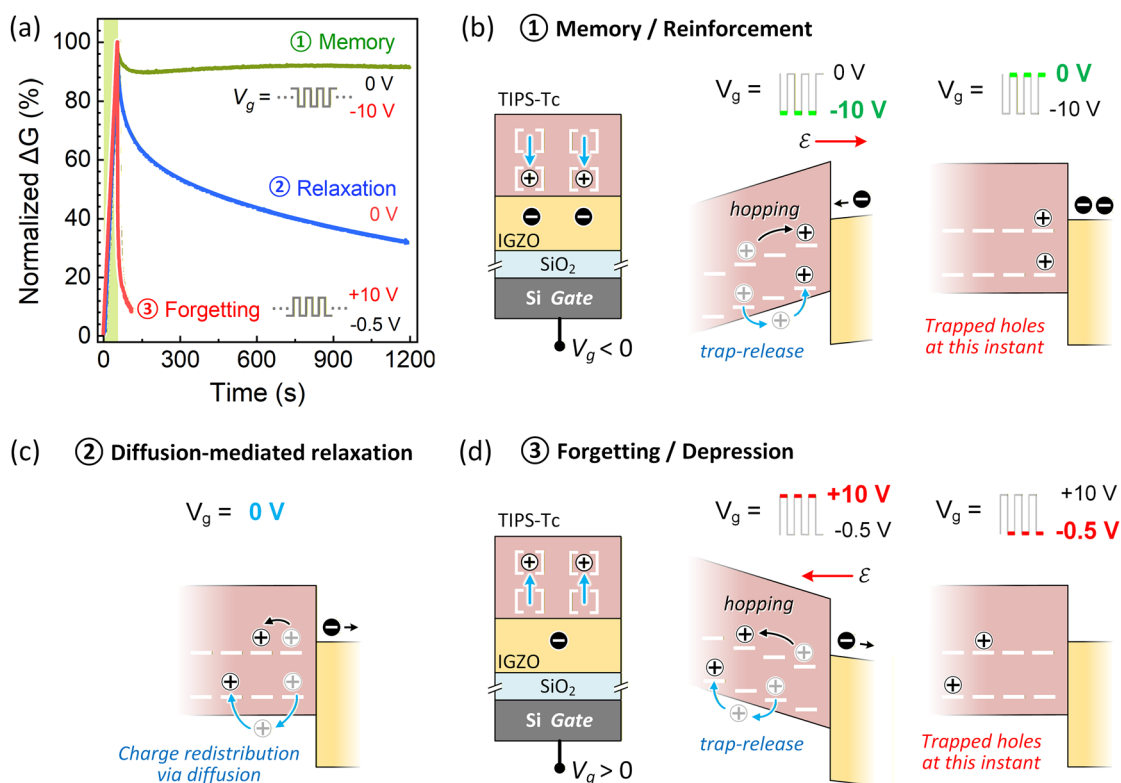 (a)
Normalized ΔG (%)
100
80
60
40
20
0
0
300
600
900
1200
Time (s)
① Memory
0 V
V_g =
-10 V
② Relaxation
0 V
③ Forgetting
+10 V
-0.5 V
(b) ① Memory / Reinforcement
TIPS-Tc
+ +
− −
IGZO
SiO₂
Si Gate
V_g < 0
V_g =
0 V
-10 V
ℰ
hopping
−
+ +
+ +
+
trap-release
V_g =
0 V
-10 V
− −
+
+
Trapped holes
at this instant
(c) ② Diffusion-mediated relaxation
V_g = 0 V
−
+ +
+ +
+
Charge redistribution
via diffusion
(d) ③ Forgetting / Depression
TIPS-Tc
+ +
−
IGZO
SiO₂
Si Gate
V_g > 0
V_g =
+10 V
-0.5 V
ℰ
hopping
−
+ +
+ +
+
trap-release
V_g =
+10 V
-0.5 V
+
+
Trapped holes
at this instant